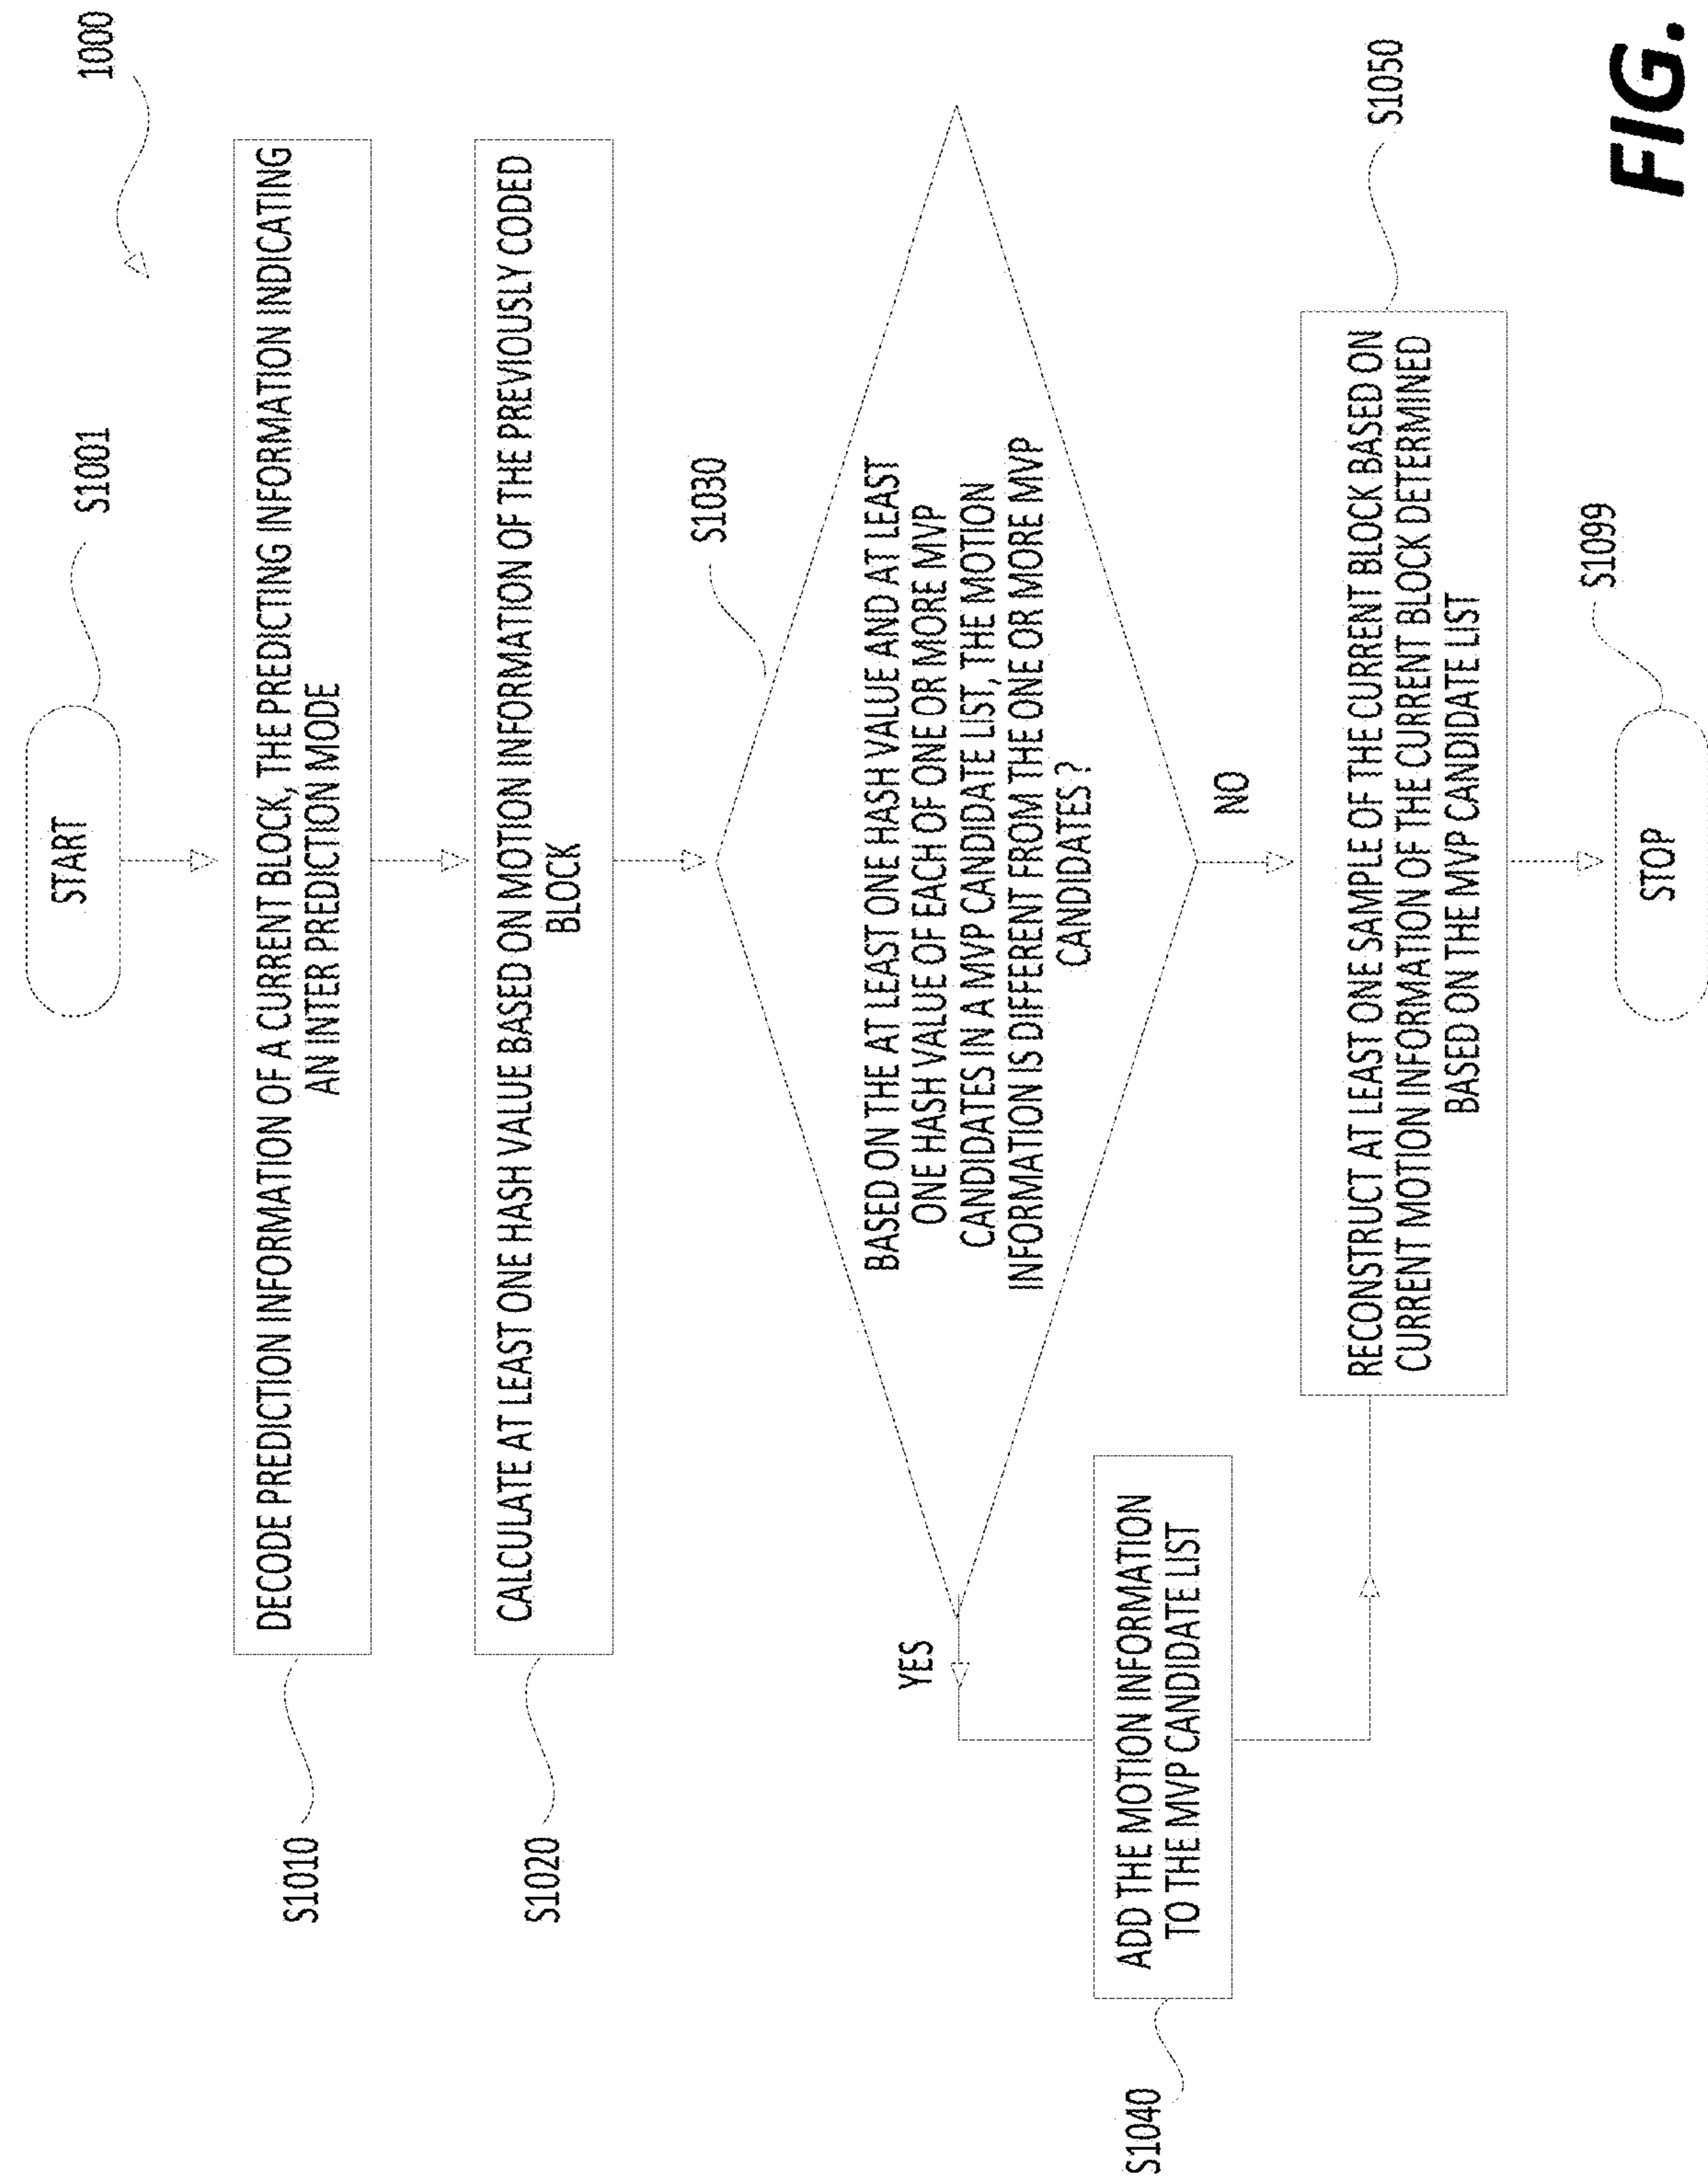 1000
START
S1001
DECODE PREDICTION INFORMATION OF A CURRENT BLOCK, THE PREDICTING INFORMATION INDICATING
AN INTER PREDICTION MODE
S1010
CALCULATE AT LEAST ONE HASH VALUE BASED ON MOTION INFORMATION OF THE PREVIOUSLY CODED
BLOCK
S1020
S1030
BASED ON THE AT LEAST ONE HASH VALUE AND AT LEAST
ONE HASH VALUE OF EACH OF ONE OR MORE MVP
CANDIDATES IN A MVP CANDIDATE LIST, THE MOTION
INFORMATION IS DIFFERENT FROM THE ONE OR MORE MVP
CANDIDATES ?
YES
NO
ADD THE MOTION INFORMATION
TO THE MVP CANDIDATE LIST
S1040
RECONSTRUCT AT LEAST ONE SAMPLE OF THE CURRENT BLOCK BASED ON
CURRENT MOTION INFORMATION OF THE CURRENT BLOCK DETERMINED
BASED ON THE MVP CANDIDATE LIST
S1050
STOP
S1099
FIG.